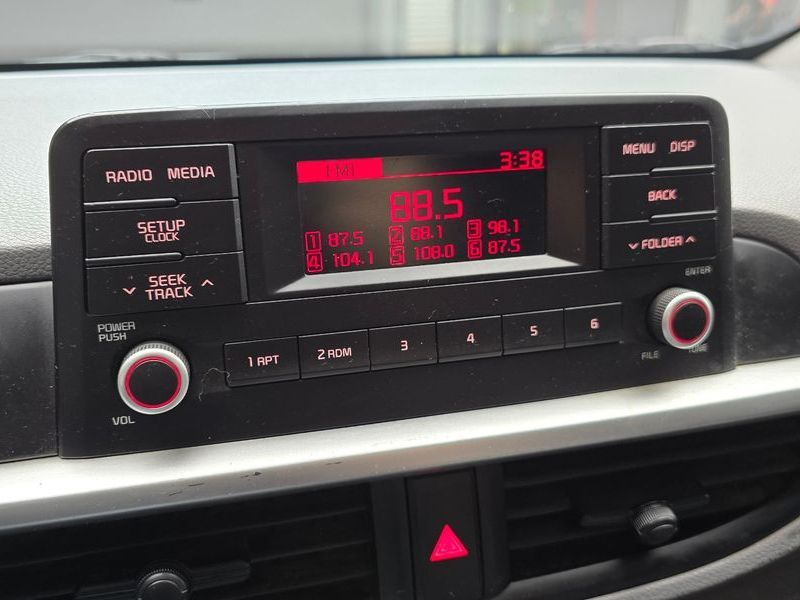 RADIO MEDIA
SETUP
CLOCK
SEEK
TRACK
POWER
PUSH
VOL
FM1 3:38
88.5
1 87.5 2 88.1 3 98.1
4 104.1 5 108.0 6 87.5
1 RPT 2 RDM 3 4 5 6
MENU DISP
BACK
FOLDER
ENTER
FILE TUNE